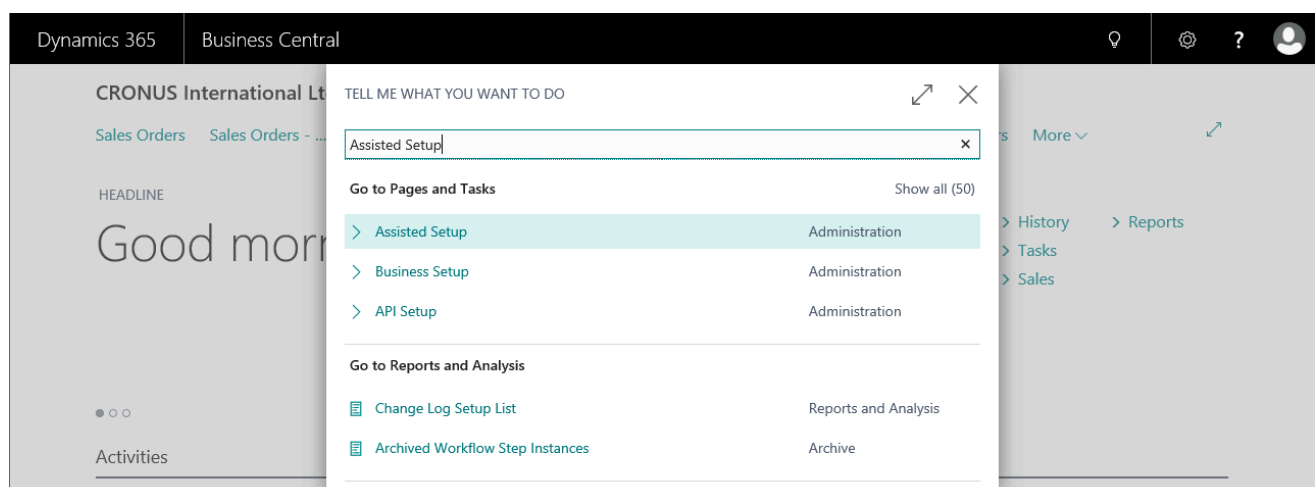 Dynamics 365 Business Central ?
CRONUS International Lt
Sales Orders Sales Orders - ... rs More
HEADLINE
Good morr
> History > Reports
> Tasks
> Sales
Activities
TELL ME WHAT YOU WANT TO DO
Assisted Setup
Go to Pages and Tasks Show all (50)
Assisted Setup Administration
Business Setup Administration
API Setup Administration
Go to Reports and Analysis
Change Log Setup List Reports and Analysis
Archived Workflow Step Instances Archive